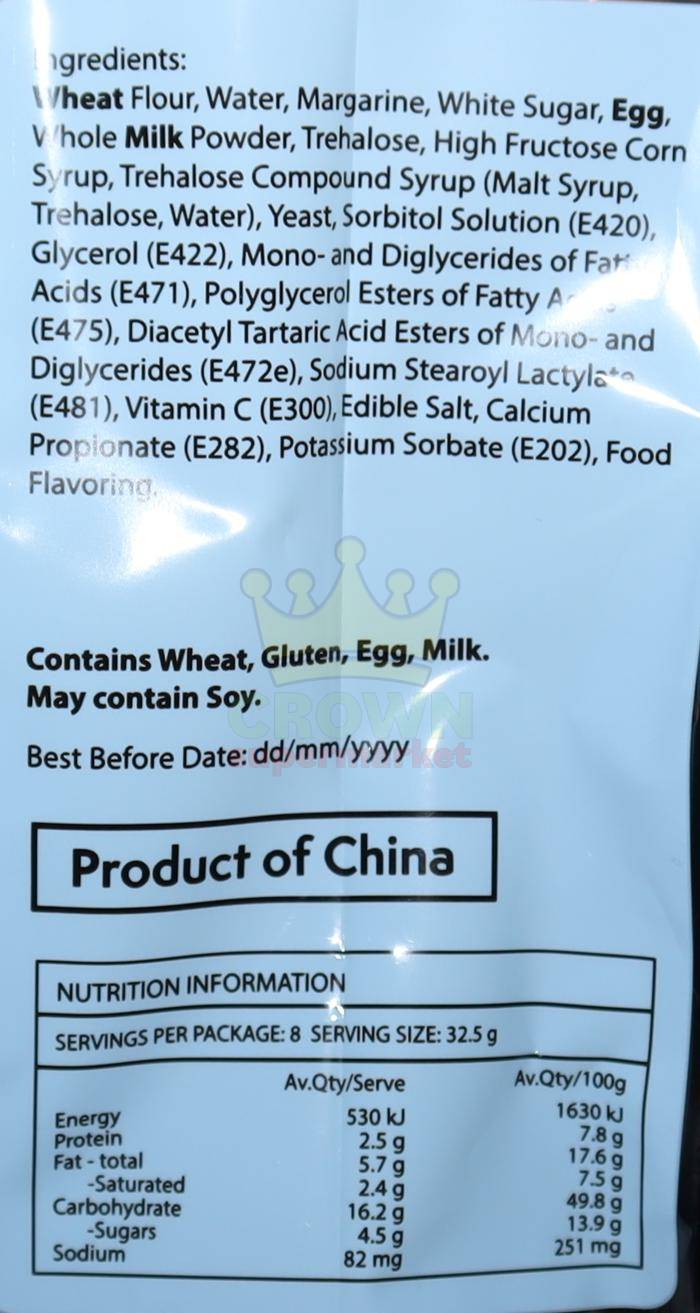 Ingredients:
Wheat Flour, Water, Margarine, White Sugar, Egg,
Whole Milk Powder, Trehalose, High Fructose Corn
Syrup, Trehalose Compound Syrup (Malt Syrup,
Trehalose, Water), Yeast, Sorbitol Solution (E420),
Glycerol (E422), Mono- and Diglycerides of Fatty
Acids (E471), Polyglycerol Esters of Fatty
(E475), Diacetyl Tartaric Acid Esters of Mono- and
Diglycerides (E472e), Sodium Stearoyl Lactylate
(E481), Vitamin C (E300), Edible Salt, Calcium
Propionate (E282), Potassium Sorbate (E202), Food
Flavoring.
Contains Wheat, Gluten, Egg, Milk.
May contain Soy.
CROWN
supermarket
Best Before Date: dd/mm/yyyy
Product of China
NUTRITION INFORMATION
SERVINGS PER PACKAGE: 8 SERVING SIZE: 32.5 g
Av.Qty/Serve Av.Qty/100g
Energy 530 kJ 1630 kJ
Protein 2.5 g 7.8 g
Fat - total 5.7 g 17.6 g
-Saturated 2.4 g 7.5 g
Carbohydrate 16.2 g 49.8 g
-Sugars 4.5 g 13.9 g
Sodium 82 mg 251 mg